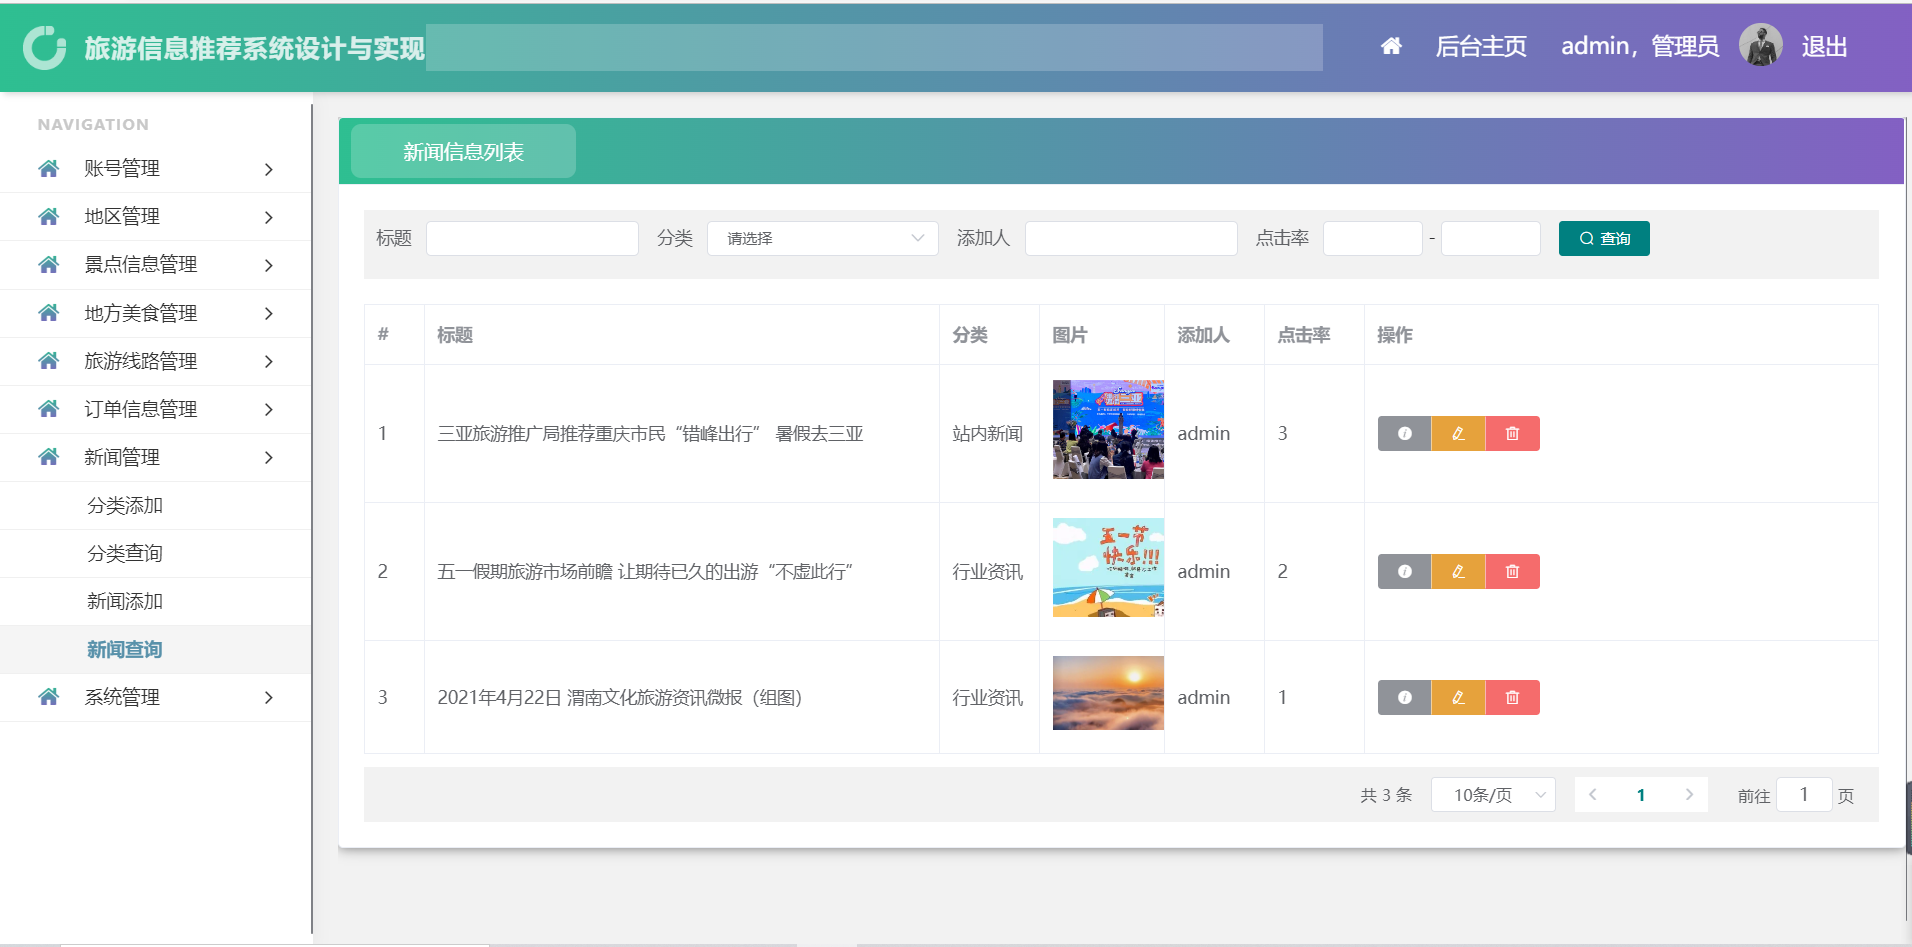 旅游信息推荐系统设计与实现
后台主页 admin，管理员 退出
NAVIGATION
账号管理
地区管理
景点信息管理
地方美食管理
旅游线路管理
订单信息管理
新闻管理
分类添加
分类查询
新闻添加
新闻查询
系统管理
新闻信息列表
标题 分类 请选择 添加人 点击率 - 查询
# 标题 分类 图片 添加人 点击率 操作
1 三亚旅游推广局推荐重庆市民“错峰出行” 暑假去三亚 站内新闻 admin 3
2 五一假期旅游市场前瞻 让期待已久的出游“不虚此行” 行业资讯 admin 2
五一节
快乐!!!
3 2021年4月22日 渭南文化旅游资讯微报（组图） 行业资讯 admin 1
共 3 条 10条/页 1 前往 1 页